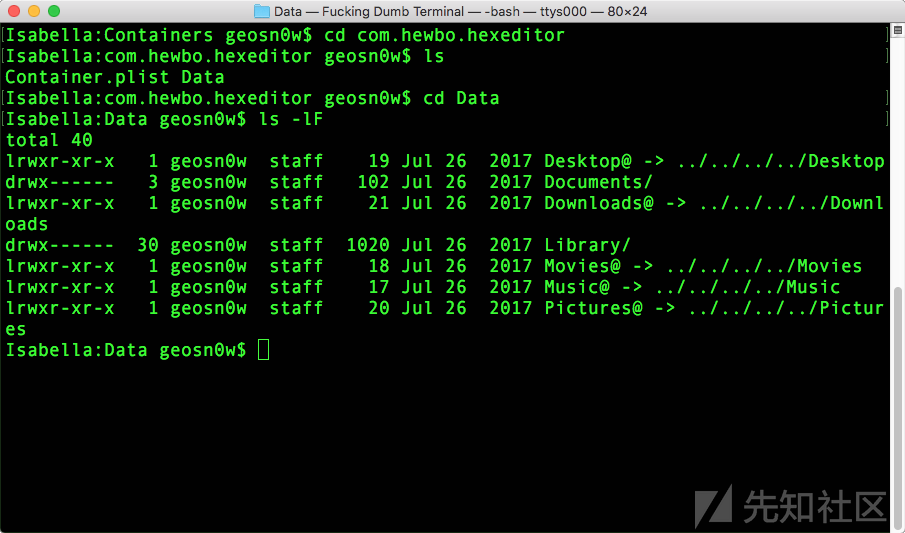 Data — Fucking Dumb Terminal — -bash — ttys000 — 80×24
[Isabella:Containers geosn0w$ cd com.hewbo.hexeditor ]
[Isabella:com.hewbo.hexeditor geosn0w$ ls ]
Container.plist Data
[Isabella:com.hewbo.hexeditor geosn0w$ cd Data ]
[Isabella:Data geosn0w$ ls -lF ]
total 40
lrwxr-xr-x   1 geosn0w  staff    19 Jul 26  2017 Desktop@ -> ../../../../Desktop
drwx------   3 geosn0w  staff   102 Jul 26  2017 Documents/
lrwxr-xr-x   1 geosn0w  staff    21 Jul 26  2017 Downloads@ -> ../../../../Downl
oads
drwx------  30 geosn0w  staff  1020 Jul 26  2017 Library/
lrwxr-xr-x   1 geosn0w  staff    18 Jul 26  2017 Movies@ -> ../../../../Movies
lrwxr-xr-x   1 geosn0w  staff    17 Jul 26  2017 Music@ -> ../../../../Music
lrwxr-xr-x   1 geosn0w  staff    20 Jul 26  2017 Pictures@ -> ../../../../Pictur
es
Isabella:Data geosn0w$
先知社区